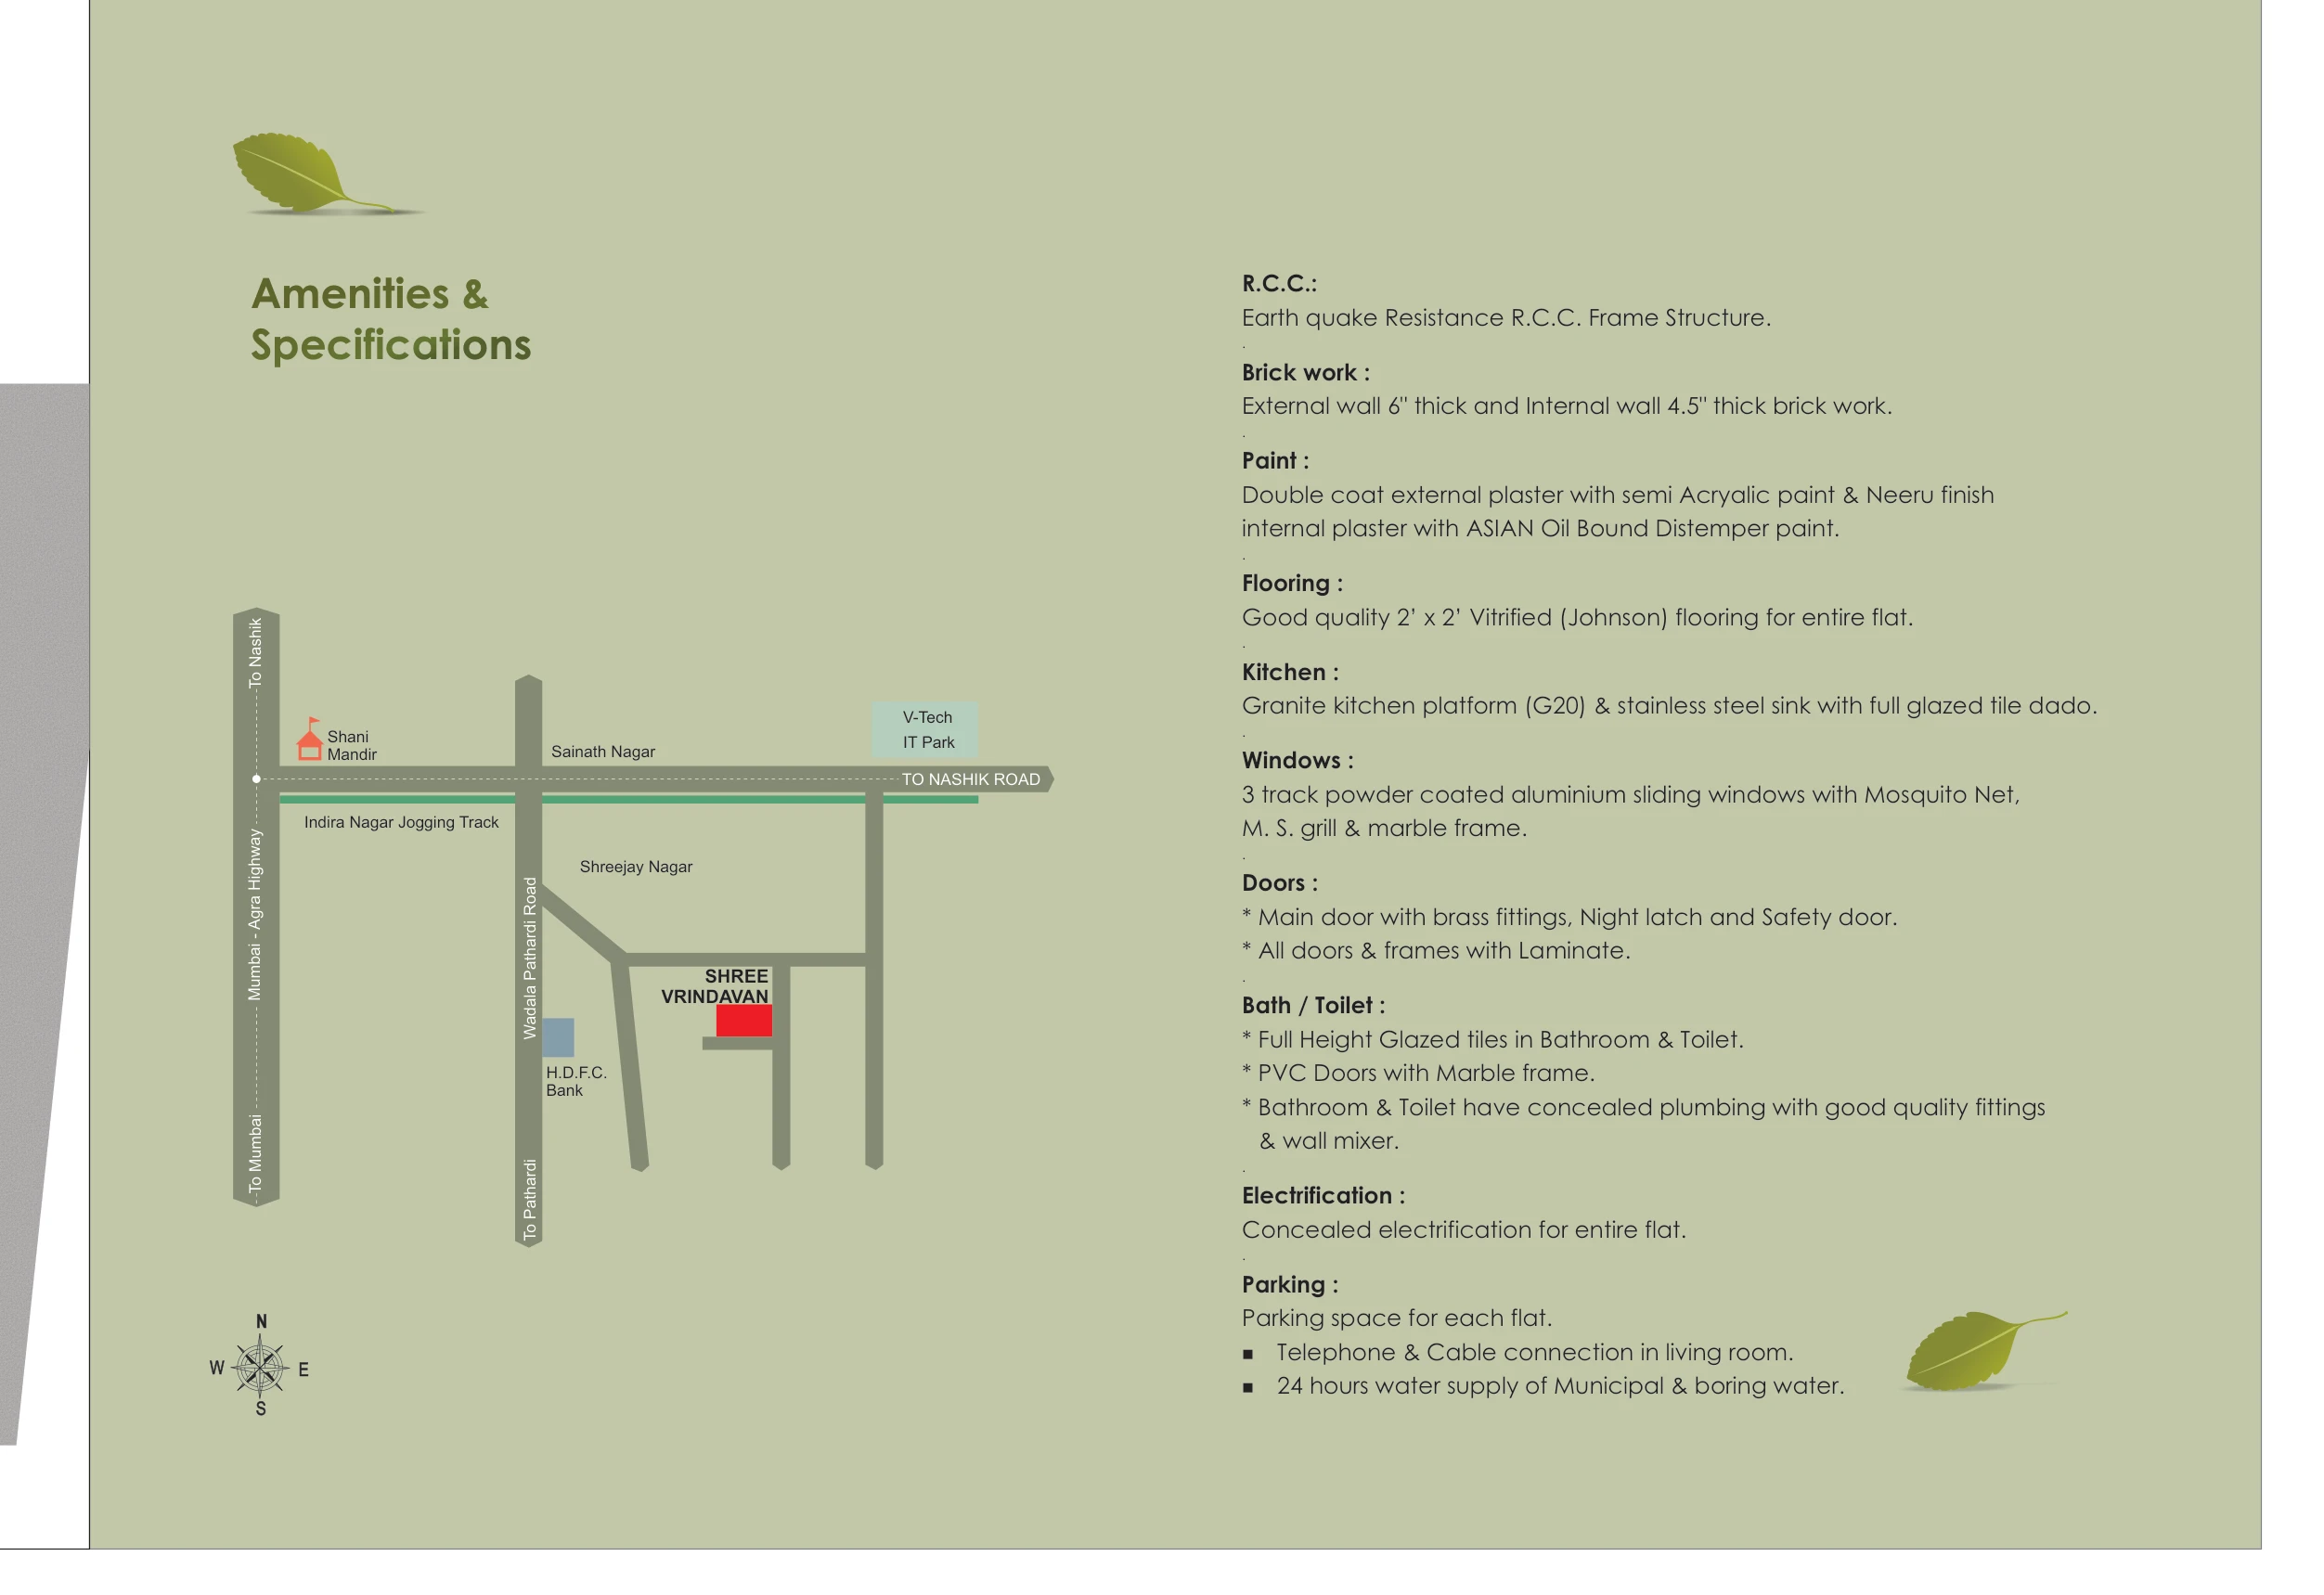 Amenities &
Specifications
To Nashik
Shani
Mandir
Sainath Nagar
V-Tech
IT Park
TO NASHIK ROAD
Indira Nagar Jogging Track
Mumbai - Agra Highway
Shreejay Nagar
Wadala Pathardi Road
SHREE
VRINDAVAN
H.D.F.C.
Bank
To Mumbai
To Pathardi
N
W
E
S
R.C.C.:
Earth quake Resistance R.C.C. Frame Structure.
.
Brick work :
External wall 6" thick and Internal wall 4.5" thick brick work.
.
Paint :
Double coat external plaster with semi Acryalic paint & Neeru finish
internal plaster with ASIAN Oil Bound Distemper paint.
.
Flooring :
Good quality 2’ x 2’ Vitrified (Johnson) flooring for entire flat.
.
Kitchen :
Granite kitchen platform (G20) & stainless steel sink with full glazed tile dado.
.
Windows :
3 track powder coated aluminium sliding windows with Mosquito Net,
M. S. grill & marble frame.
.
Doors :
* Main door with brass fittings, Night latch and Safety door.
* All doors & frames with Laminate.
.
Bath / Toilet :
* Full Height Glazed tiles in Bathroom & Toilet.
* PVC Doors with Marble frame.
* Bathroom & Toilet have concealed plumbing with good quality fittings
& wall mixer.
.
Electrification :
Concealed electrification for entire flat.
.
Parking :
Parking space for each flat.
■ Telephone & Cable connection in living room.
■ 24 hours water supply of Municipal & boring water.